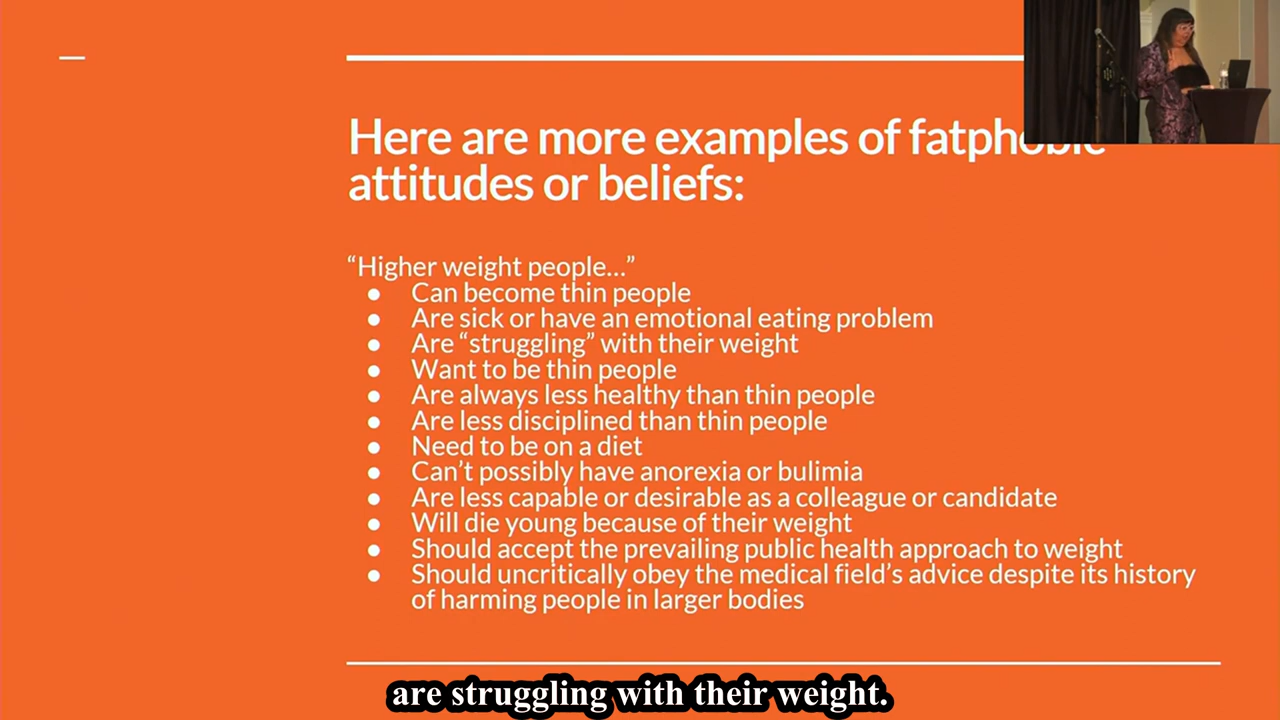 Here are more examples of fatphobic
attitudes or beliefs:
“Higher weight people...”
● Can become thin people
● Are sick or have an emotional eating problem
● Are “struggling” with their weight
● Want to be thin people
● Are always less healthy than thin people
● Are less disciplined than thin people
● Need to be on a diet
● Can’t possibly have anorexia or bulimia
● Are less capable or desirable as a colleague or candidate
● Will die young because of their weight
● Should accept the prevailing public health approach to weight
● Should uncritically obey the medical field’s advice despite its history
of harming people in larger bodies
are struggling with their weight.